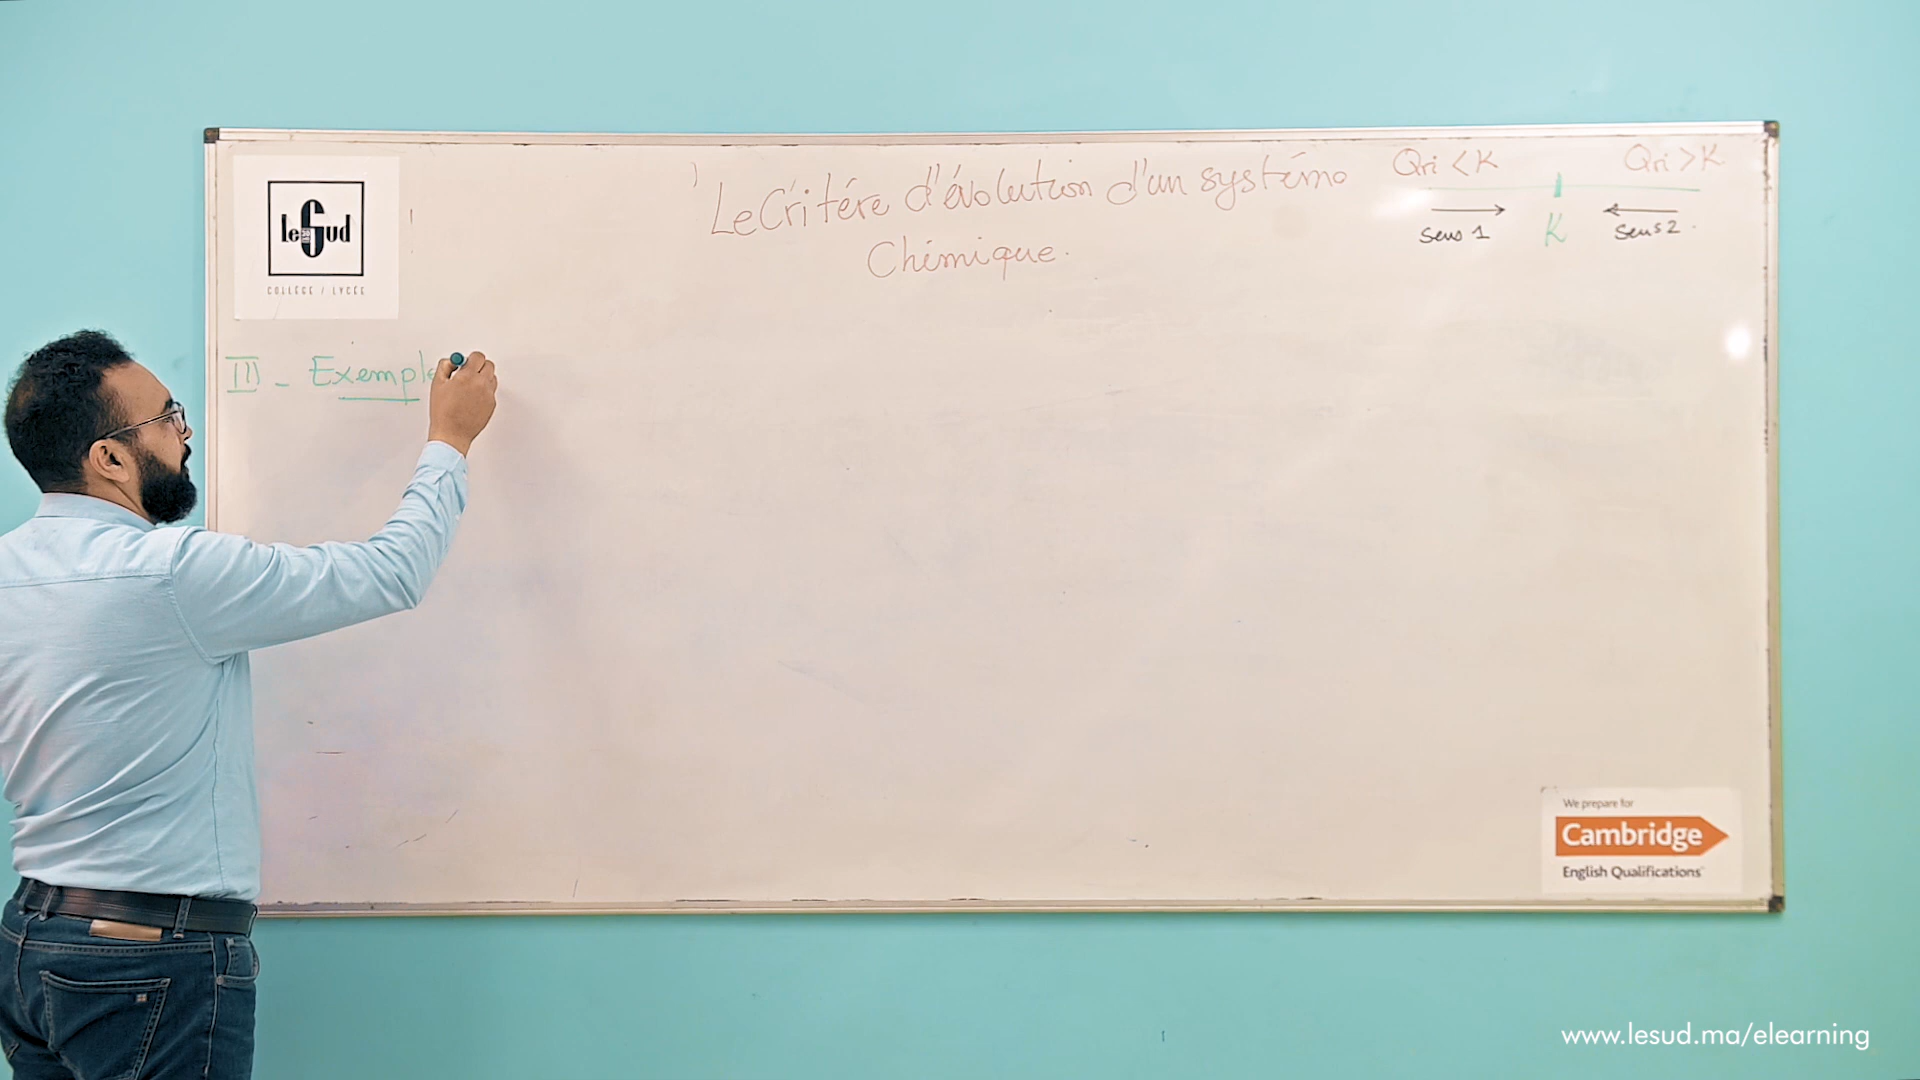 Le Critére d'évolution d'un systéme
Chimique.
Qri < K
Qri > K
sens 1
K
sens 2.
le Sud
COLLÈGE / LYCÉE
III - Exemple
We prepare for
Cambridge
English Qualifications
www.lesud.ma/elearning